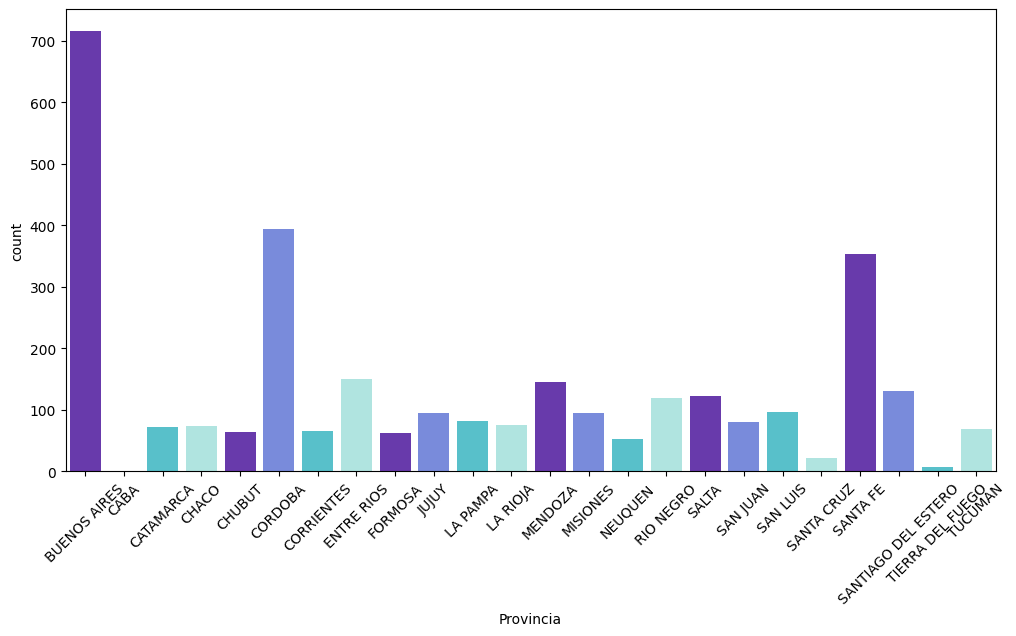 700
600
500
400
300
200
100
0
count
BUENOS AIRES
CABA
CATAMARCA
CHACO
CHUBUT
CORDOBA
CORRIENTES
ENTRE RIOS
FORMOSA
JUJUY
LA PAMPA
LA RIOJA
MENDOZA
MISIONES
NEUQUEN
RIO NEGRO
SALTA
SAN JUAN
SAN LUIS
SANTA CRUZ
SANTA FE
SANTIAGO DEL ESTERO
TIERRA DEL FUEGO
TUCUMAN
Provincia